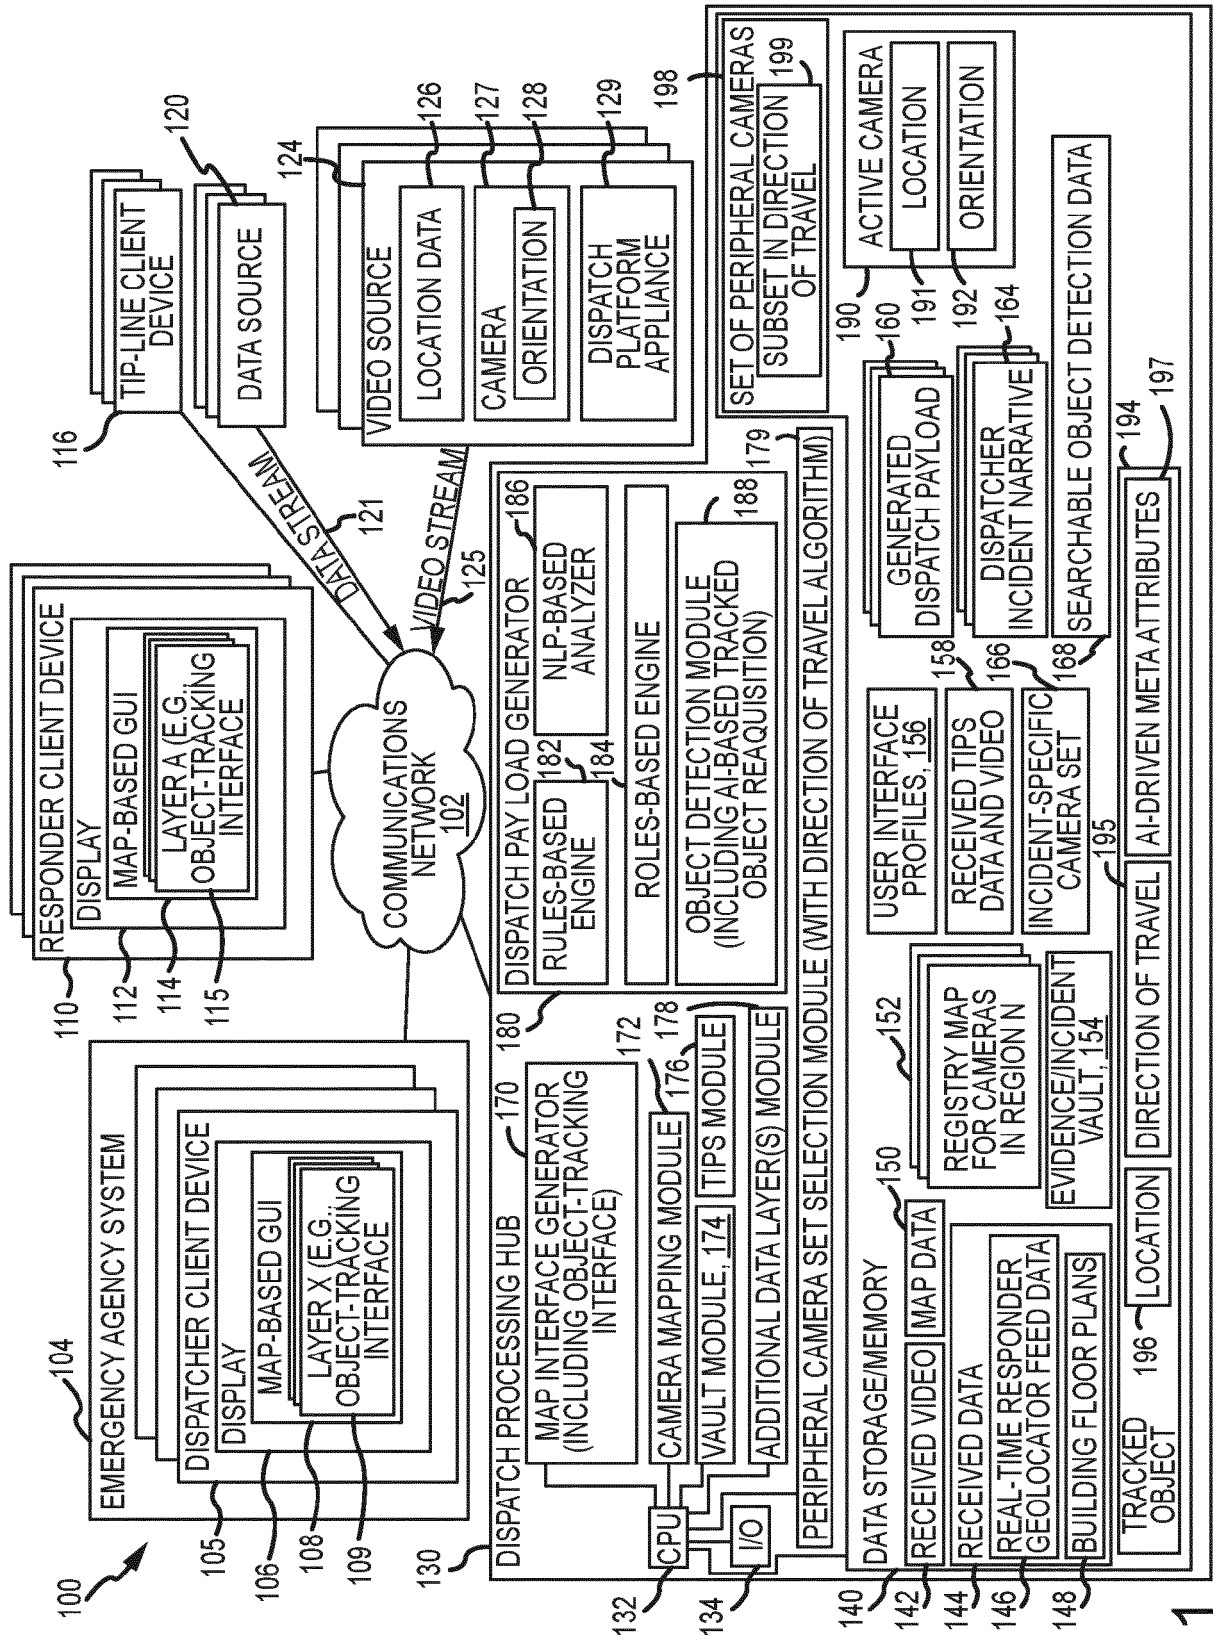 100
104
EMERGENCY AGENCY SYSTEM
105
DISPATCHER CLIENT DEVICE
106
DISPLAY
108
MAP-BASED GUI
109
LAYER X (E.G.,
OBJECT-TRACKING
INTERFACE
110
RESPONDER CLIENT DEVICE
112
DISPLAY
114
MAP-BASED GUI
115
LAYER A (E.G.,
OBJECT-TRACKING
INTERFACE
116
TIP-LINE CLIENT
DEVICE
120
DATA SOURCE
DATA STREAM
121
124
VIDEO SOURCE
126
LOCATION DATA
127
CAMERA
128
ORIENTATION
129
DISPATCH
PLATFORM
APPLIANCE
VIDEO STREAM
125
COMMUNICATIONS
NETWORK
102
130
DISPATCH PROCESSING HUB
170
MAP INTERFACE GENERATOR
(INCLUDING OBJECT-TRACKING
INTERFACE)
172
CAMERA MAPPING MODULE
VAULT MODULE, 174
176
TIPS MODULE
178
ADDITIONAL DATA LAYER(S) MODULE
132
CPU
134
I/O
180
DISPATCH PAY LOAD GENERATOR
182
RULES-BASED
ENGINE
186
NLP-BASED
ANALYZER
184
ROLES-BASED ENGINE
188
OBJECT DETECTION MODULE
(INCLUDING AI-BASED TRACKED
OBJECT REAQUISITION)
179
PERIPHERAL CAMERA SET SELECTION MODULE (WITH DIRECTION OF TRAVEL ALGORITHM)
140
DATA STORAGE/MEMORY
142
RECEIVED VIDEO
150
MAP DATA
144
RECEIVED DATA
146
REAL-TIME RESPONDER
GEOLOCATOR FEED DATA
148
BUILDING FLOOR PLANS
152
REGISTRY MAP
FOR CAMERAS
IN REGION N
EVIDENCE/INCIDENT
VAULT, 154
USER INTERFACE
PROFILES, 156
158
RECEIVED TIPS
DATA AND VIDEO
166
INCIDENT-SPECIFIC
CAMERA SET
160
GENERATED
DISPATCH PAYLOAD
164
DISPATCHER
INCIDENT NARRATIVE
168
SEARCHABLE OBJECT DETECTION DATA
198
SET OF PERIPHERAL CAMERAS
199
SUBSET IN DIRECTION
OF TRAVEL
190
ACTIVE CAMERA
191
LOCATION
192
ORIENTATION
194
TRACKED
OBJECT
196
LOCATION
195
DIRECTION OF TRAVEL
197
AI-DRIVEN META ATTRIBUTES
1